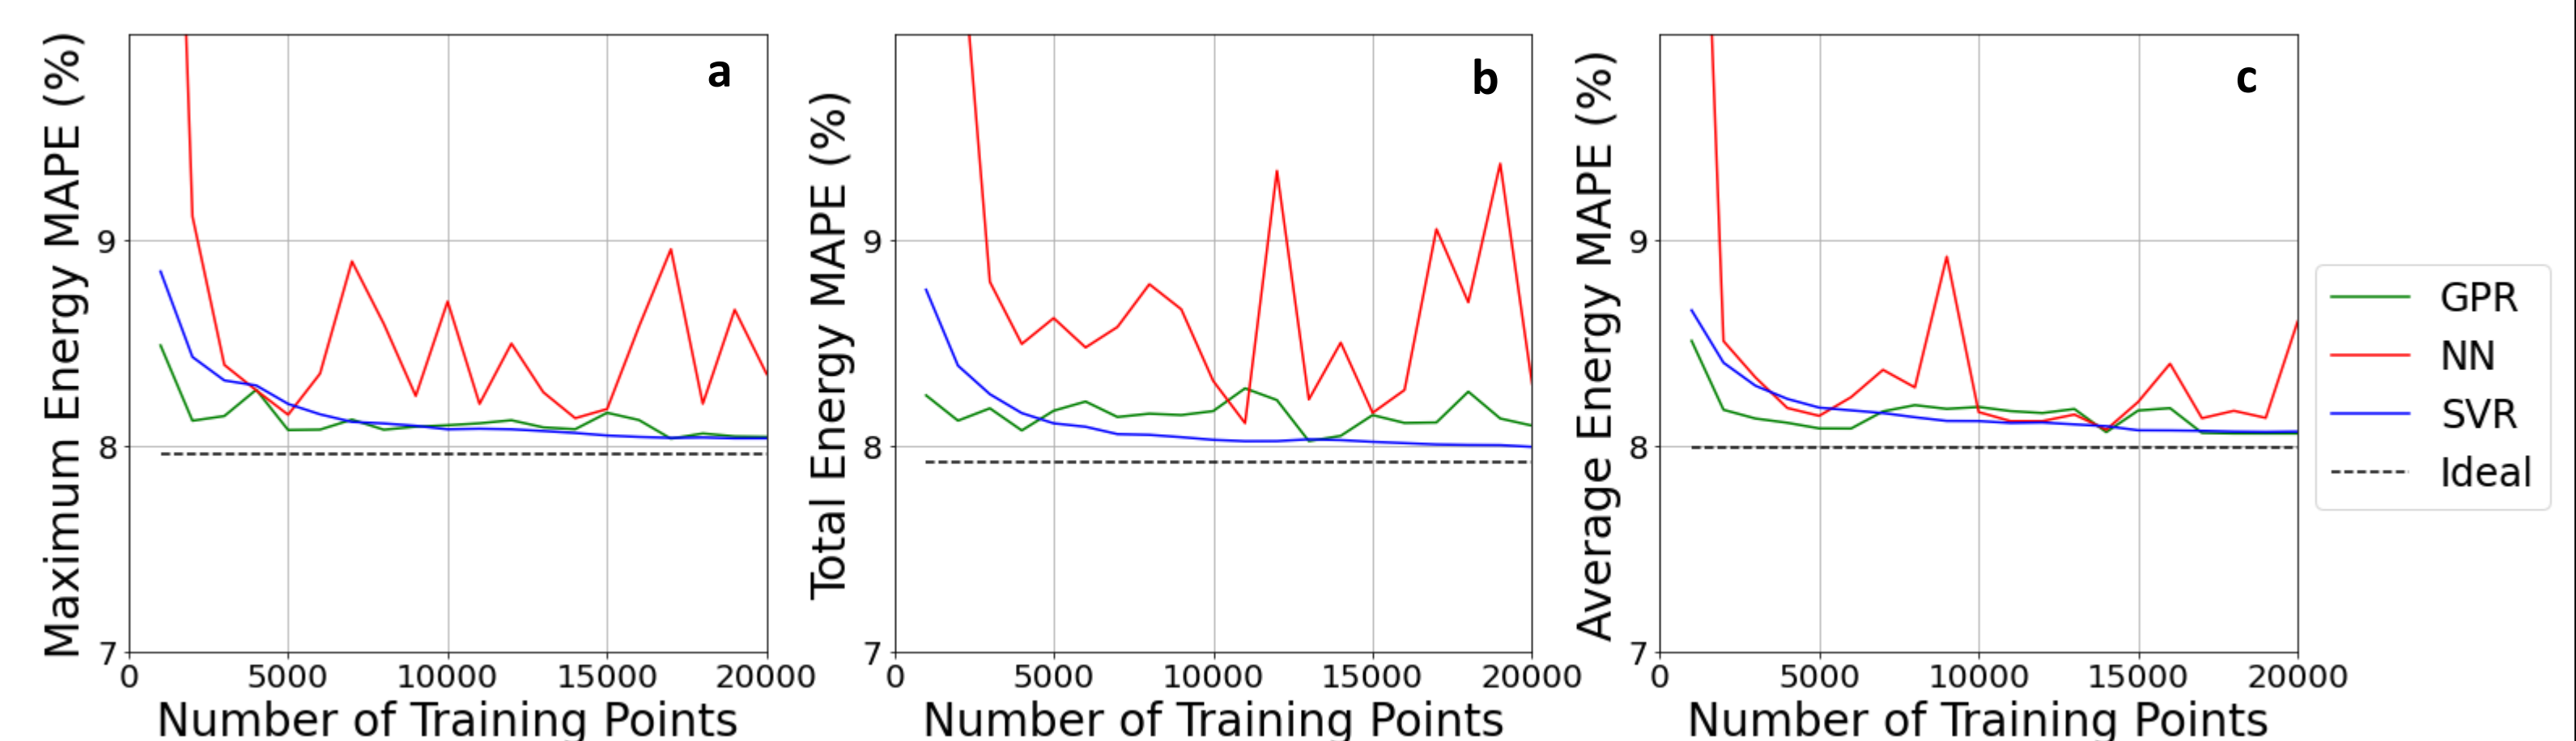 Maximum Energy MAPE (%)
9
8
7
0 5000 10000 15000 20000
Number of Training Points
a
Total Energy MAPE (%)
9
8
7
0 5000 10000 15000 20000
Number of Training Points
b
Average Energy MAPE (%)
9
8
7
0 5000 10000 15000 20000
Number of Training Points
c
GPR
NN
SVR
Ideal